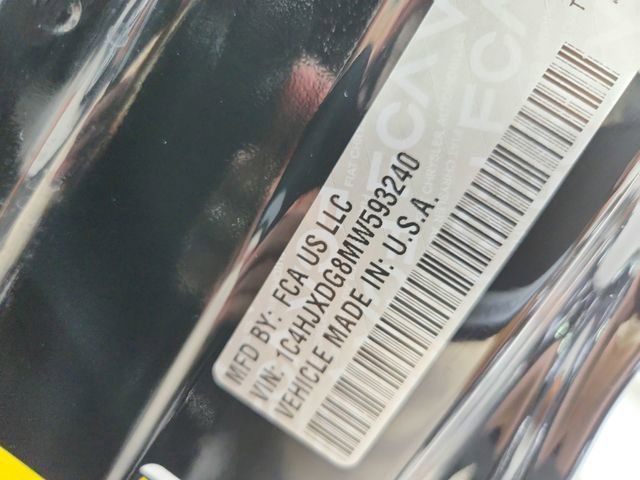 MFD BY: FCA US LLC
VIN: 1C4HJXDG8MW593240
VEHICLE MADE IN: U.S.A.